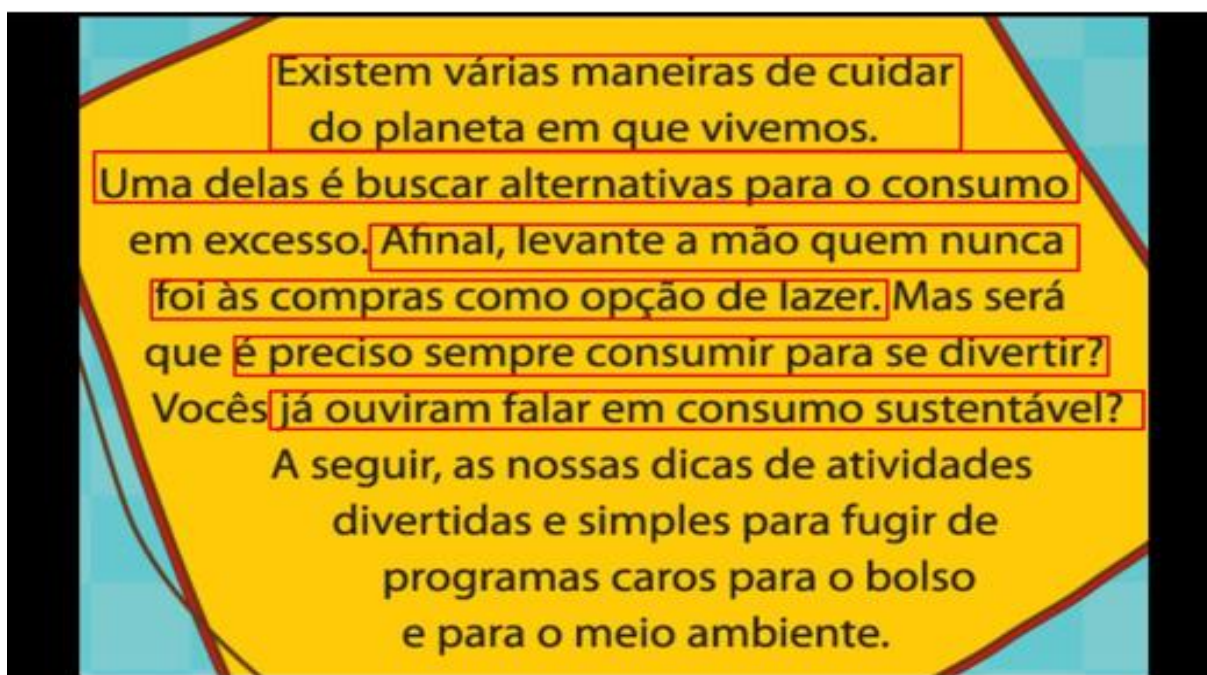 Existem várias maneiras de cuidar
do planeta em que vivemos.
Uma delas é buscar alternativas para o consumo
em excesso. Afinal, levante a mão quem nunca
foi às compras como opção de lazer. Mas será
que é preciso sempre consumir para se divertir?
Vocês já ouviram falar em consumo sustentável?
A seguir, as nossas dicas de atividades
divertidas e simples para fugir de
programas caros para o bolso
e para o meio ambiente.